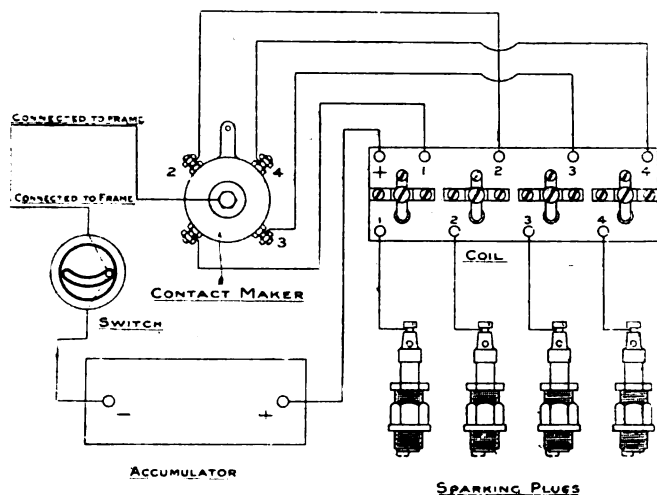 CONNECTED TO FRAME
2
4
+
1
2
3
4
CONNECTED TO FRAME
1
2
3
4
3
COIL
CONTACT MAKER
SWITCH
-
+
ACCUMULATOR
SPARKING PLUGS